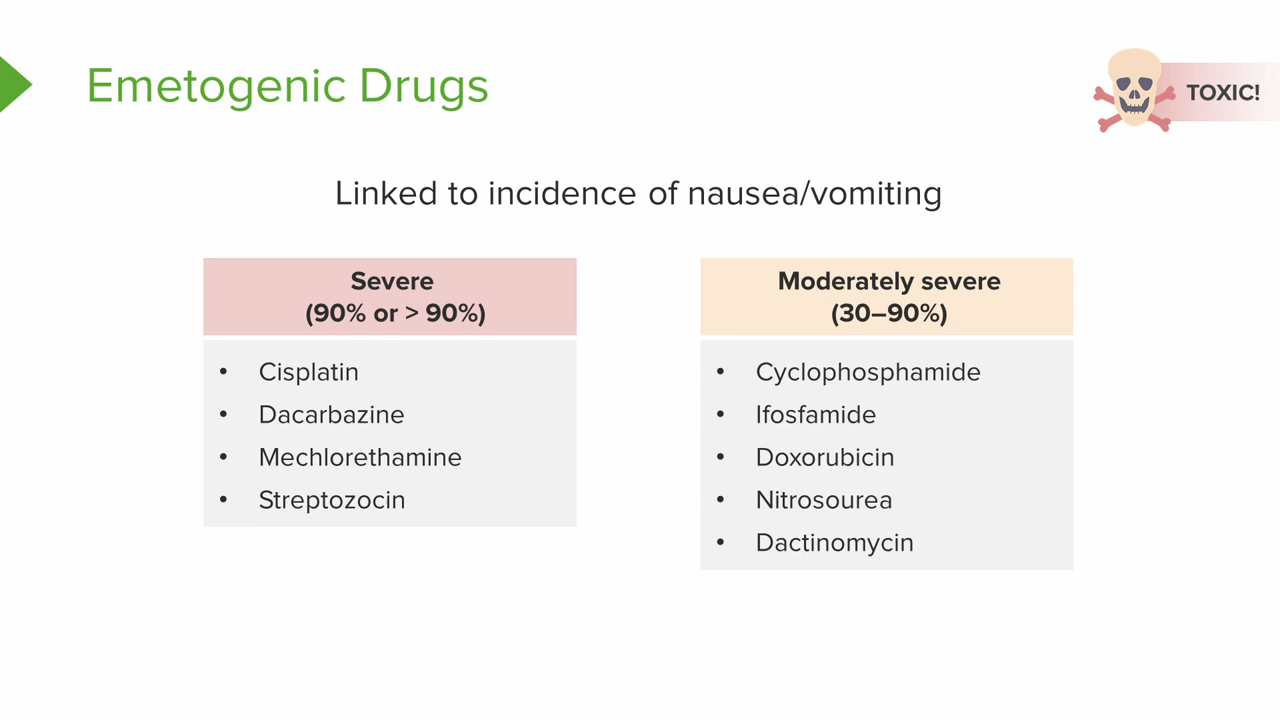 Emetogenic Drugs
TOXIC!
Linked to incidence of nausea/vomiting
Severe
(90% or > 90%)
• Cisplatin
• Dacarbazine
• Mechlorethamine
• Streptozocin
Moderately severe
(30–90%)
• Cyclophosphamide
• Ifosfamide
• Doxorubicin
• Nitrosourea
• Dactinomycin